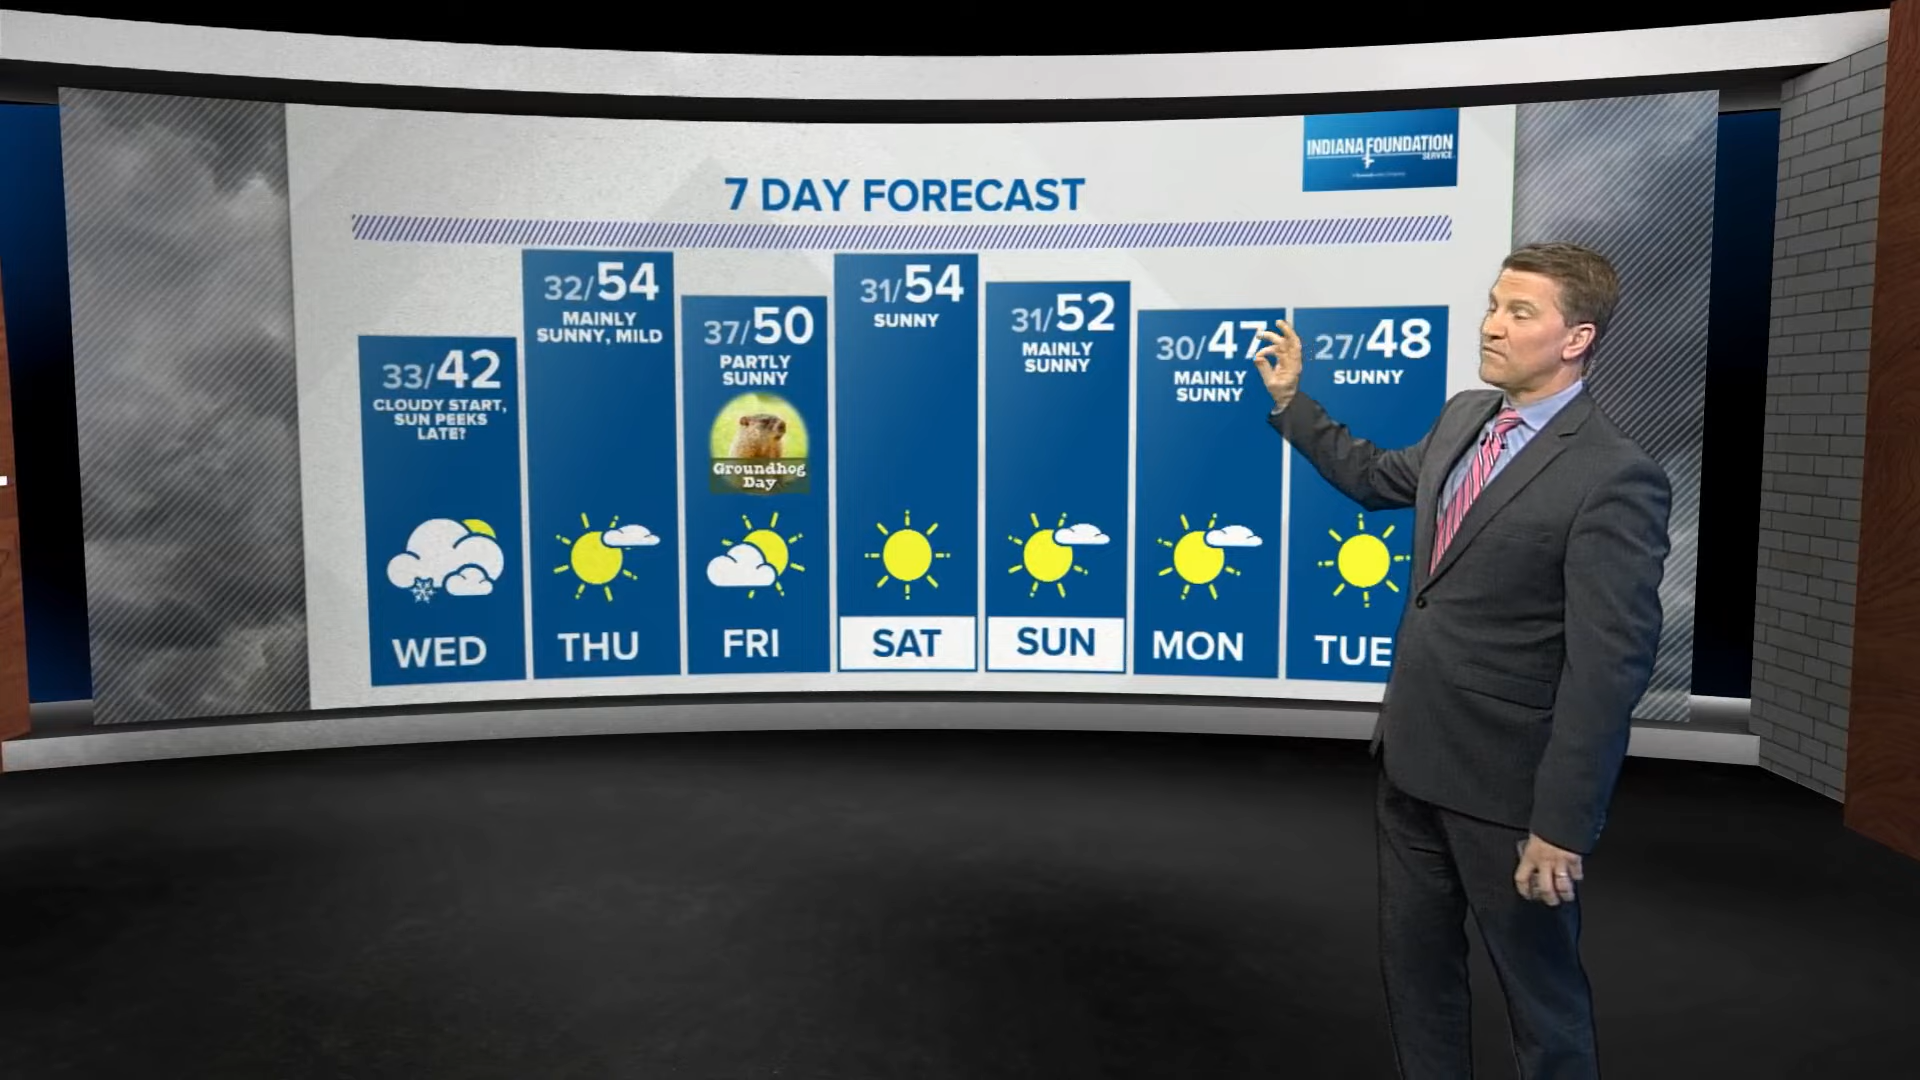 INDIANA FOUNDATION
SERVICE
7 DAY FORECAST
33/42
CLOUDY START,
SUN PEEKS
LATE?
WED
32/54
MAINLY
SUNNY, MILD
THU
37/50
PARTLY
SUNNY
Groundhog
Day
FRI
31/54
SUNNY
SAT
31/52
MAINLY
SUNNY
SUN
30/47
MAINLY
SUNNY
MON
27/48
SUNNY
TUE